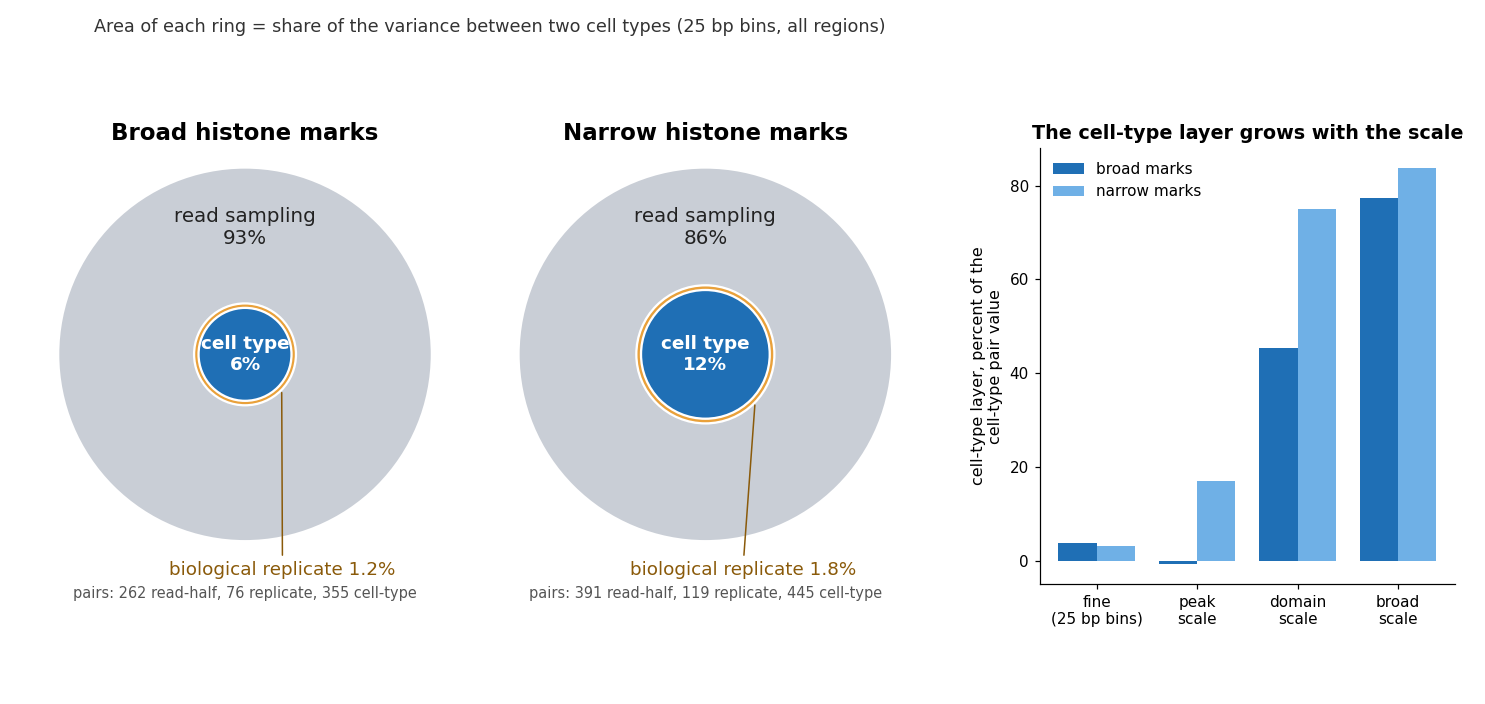 Area of each ring = share of the variance between two cell types (25 bp bins, all regions)
Broad histone marks
read sampling
93%
cell type
6%
biological replicate 1.2%
pairs: 262 read-half, 76 replicate, 355 cell-type
Narrow histone marks
read sampling
86%
cell type
12%
biological replicate 1.8%
pairs: 391 read-half, 119 replicate, 445 cell-type
The cell-type layer grows with the scale
broad marks
narrow marks
cell-type layer, percent of the
cell-type pair value
80
60
40
20
0
fine
(25 bp bins)
peak
scale
domain
scale
broad
scale